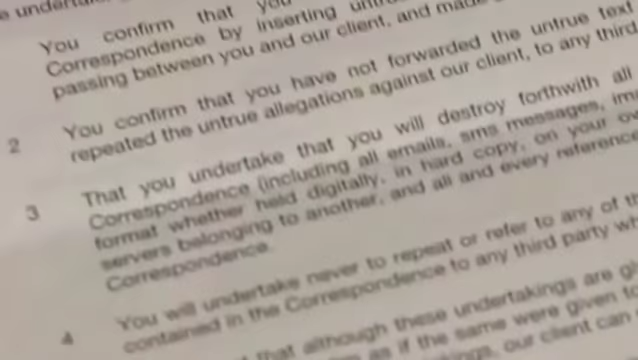 You confirm that you
Correspondence by inserting
passing between you and our client, and made
2 You confirm that you have not forwarded the untrue text
repeated the untrue allegations against our client, to any third
3 That you undertake that you will destroy forthwith all
Correspondence (including all emails, sms messages,
format whether held digitally, in hard copy, on your
servers belonging to another, and all and every reference
Correspondence.
4 You will undertake never to repeat or refer to any of
contained in the Correspondence to any third party
that although these undertakings are
as if the same were given to
our client can